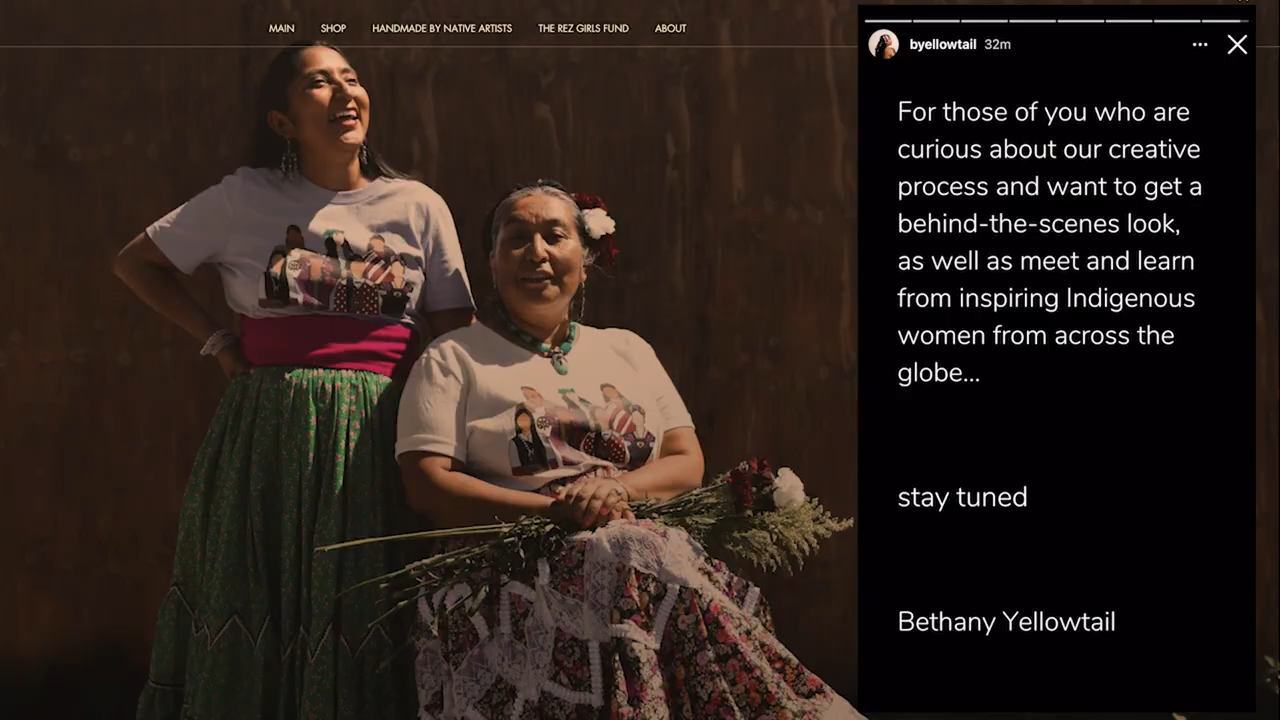 MAIN SHOP HANDMADE BY NATIVE ARTISTS THE REZ GIRLS FUND ABOUT
byellowtail 32m
For those of you who are
curious about our creative
process and want to get a
behind-the-scenes look,
as well as meet and learn
from inspiring Indigenous
women from across the
globe...
stay tuned
Bethany Yellowtail